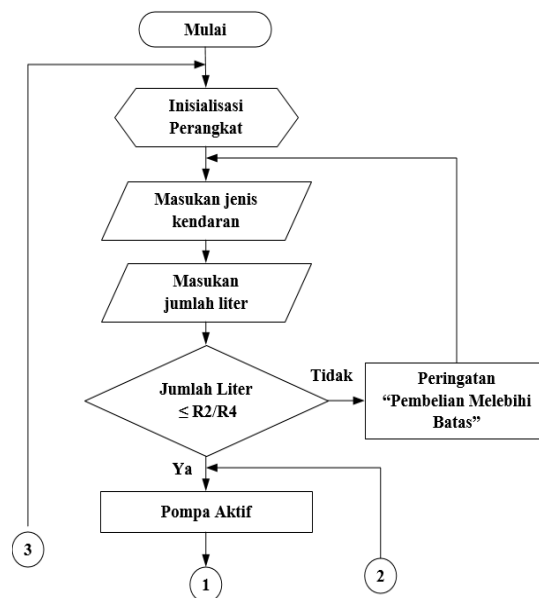 Mulai
Inisialisasi
Perangkat
Masukan jenis
kendaran
Masukan
jumlah liter
Jumlah Liter
≤ R2/R4
Tidak
Peringatan
“Pembelian Melebihi
Batas”
Ya
Pompa Aktif
3
1
2